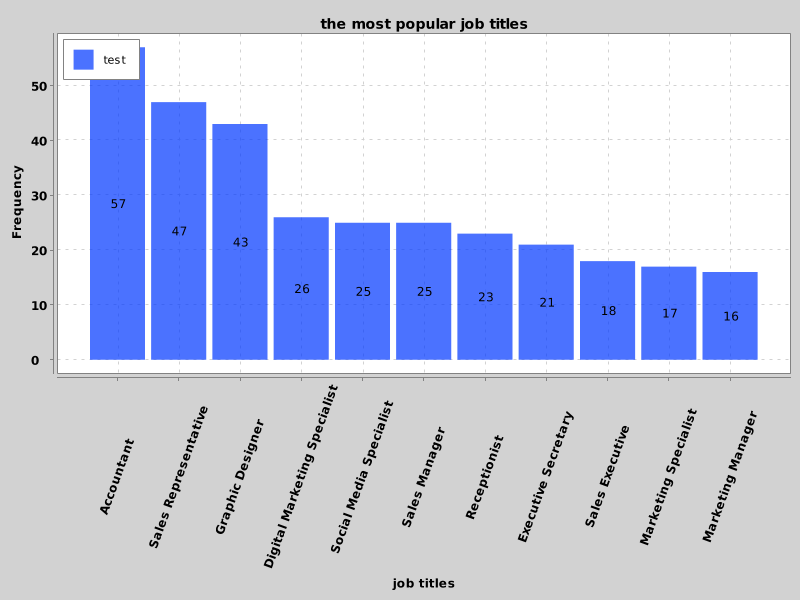 the most popular job titles
test
Frequency
50
40
30
20
10
0
57
47
43
26
25
25
23
21
18
17
16
Accountant
Sales Representative
Graphic Designer
Digital Marketing Specialist
Social Media Specialist
Sales Manager
Receptionist
Executive Secretary
Sales Executive
Marketing Specialist
Marketing Manager
job titles